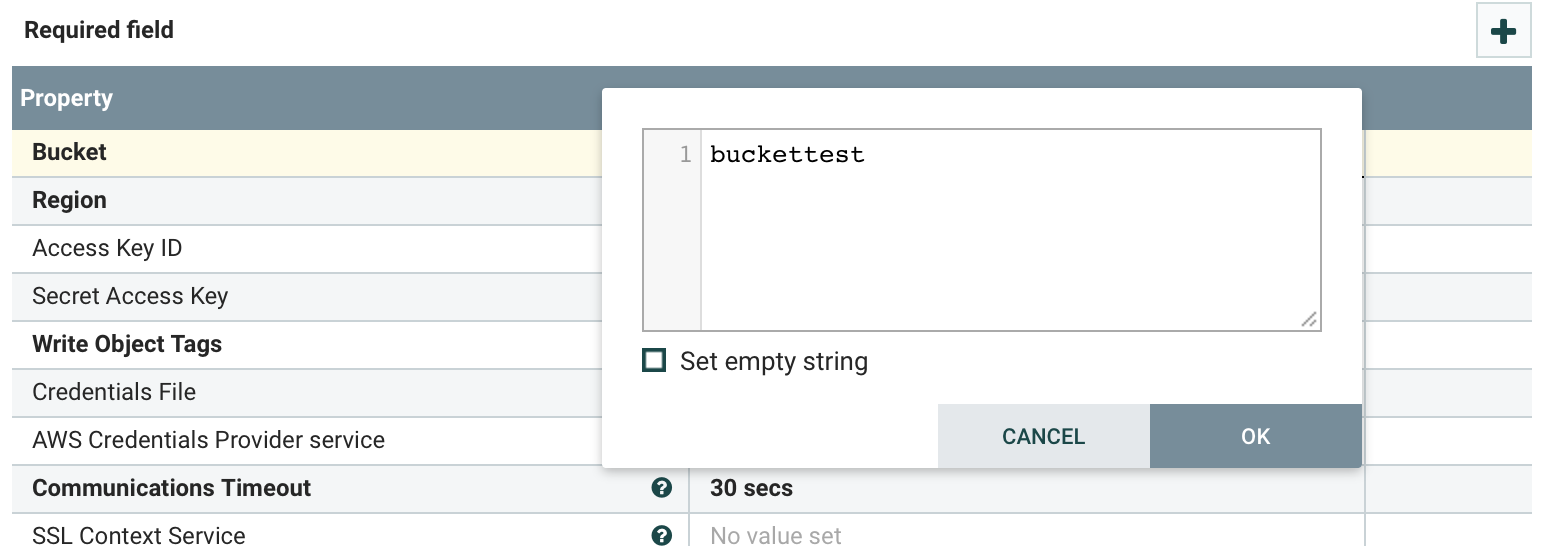 Required field
Property
Bucket
1 buckettest
Region
Access Key ID
Secret Access Key
Write Object Tags
Set empty string
Credentials File
AWS Credentials Provider service
CANCEL OK
Communications Timeout ? 30 secs
SSL Context Service ? No value set